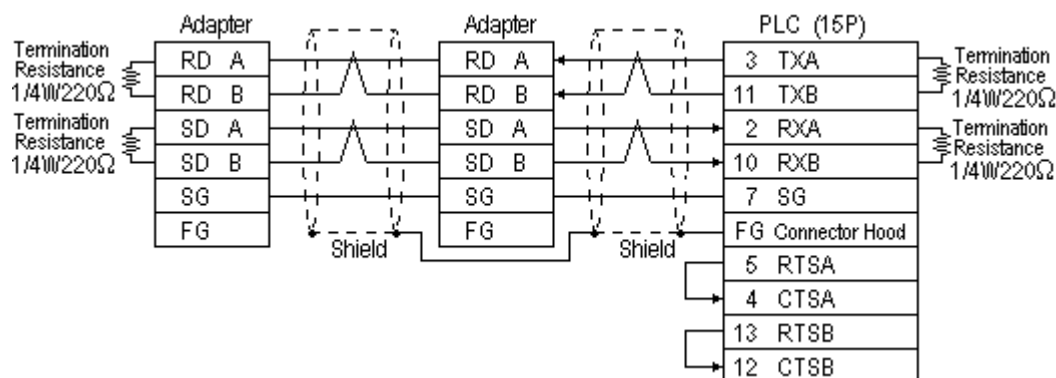 Adapter
Adapter
PLC (15P)
Termination
Resistance
1/4W220Ω
Termination
Resistance
1/4W220Ω
RD A
RD B
SD A
SD B
SG
FG
Shield
RD A
RD B
SD A
SD B
SG
FG
Shield
3 TXA
11 TXB
2 RXA
10 RXB
7 SG
FG Connector Hood
5 RTSA
4 CTSA
13 RTSB
12 CTSB
Termination
Resistance
1/4W220Ω
Termination
Resistance
1/4W220Ω